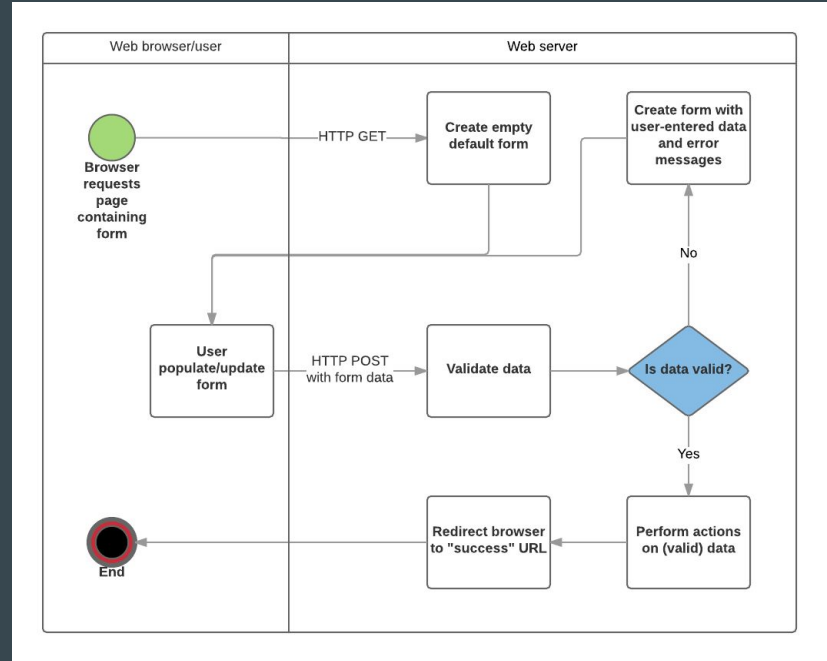 Web browser/user
Web server
HTTP GET
Create empty
default form
Create form with
user-entered data
and error
messages
Browser
requests
page
containing
form
No
User
populate/update
form
HTTP POST
with form data
Validate data
Is data valid?
Yes
Redirect browser
to "success" URL
Perform actions
on (valid) data
End